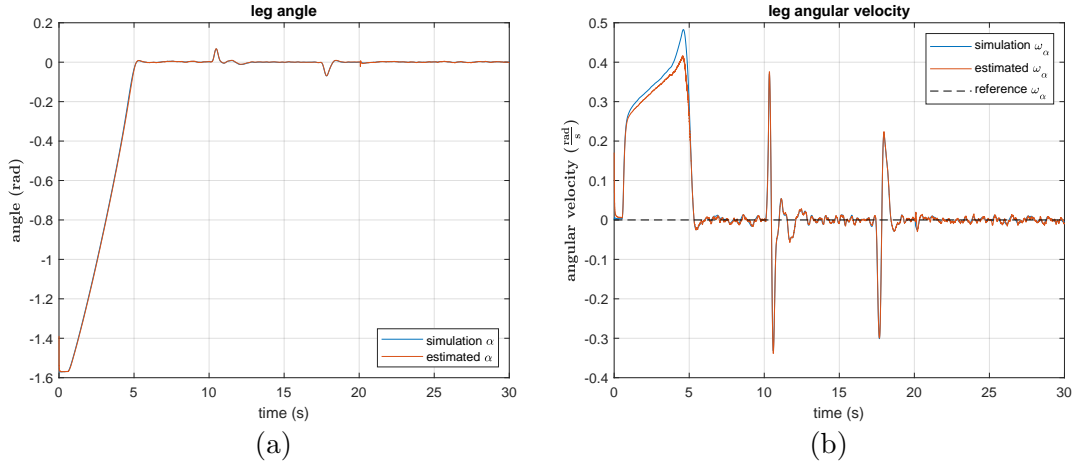 leg angle
0.2
0
-0.2
-0.4
-0.6
-0.8
-1
-1.2
-1.4
-1.6
angle (rad)
simulation α
estimated α
0 5 10 15 20 25 30
time (s)
(a)
leg angular velocity
0.5
0.4
0.3
0.2
0.1
0
-0.1
-0.2
-0.3
-0.4
angular velocity (rad/s)
simulation ω_α
estimated ω_α
reference ω_α
0 5 10 15 20 25 30
time (s)
(b)